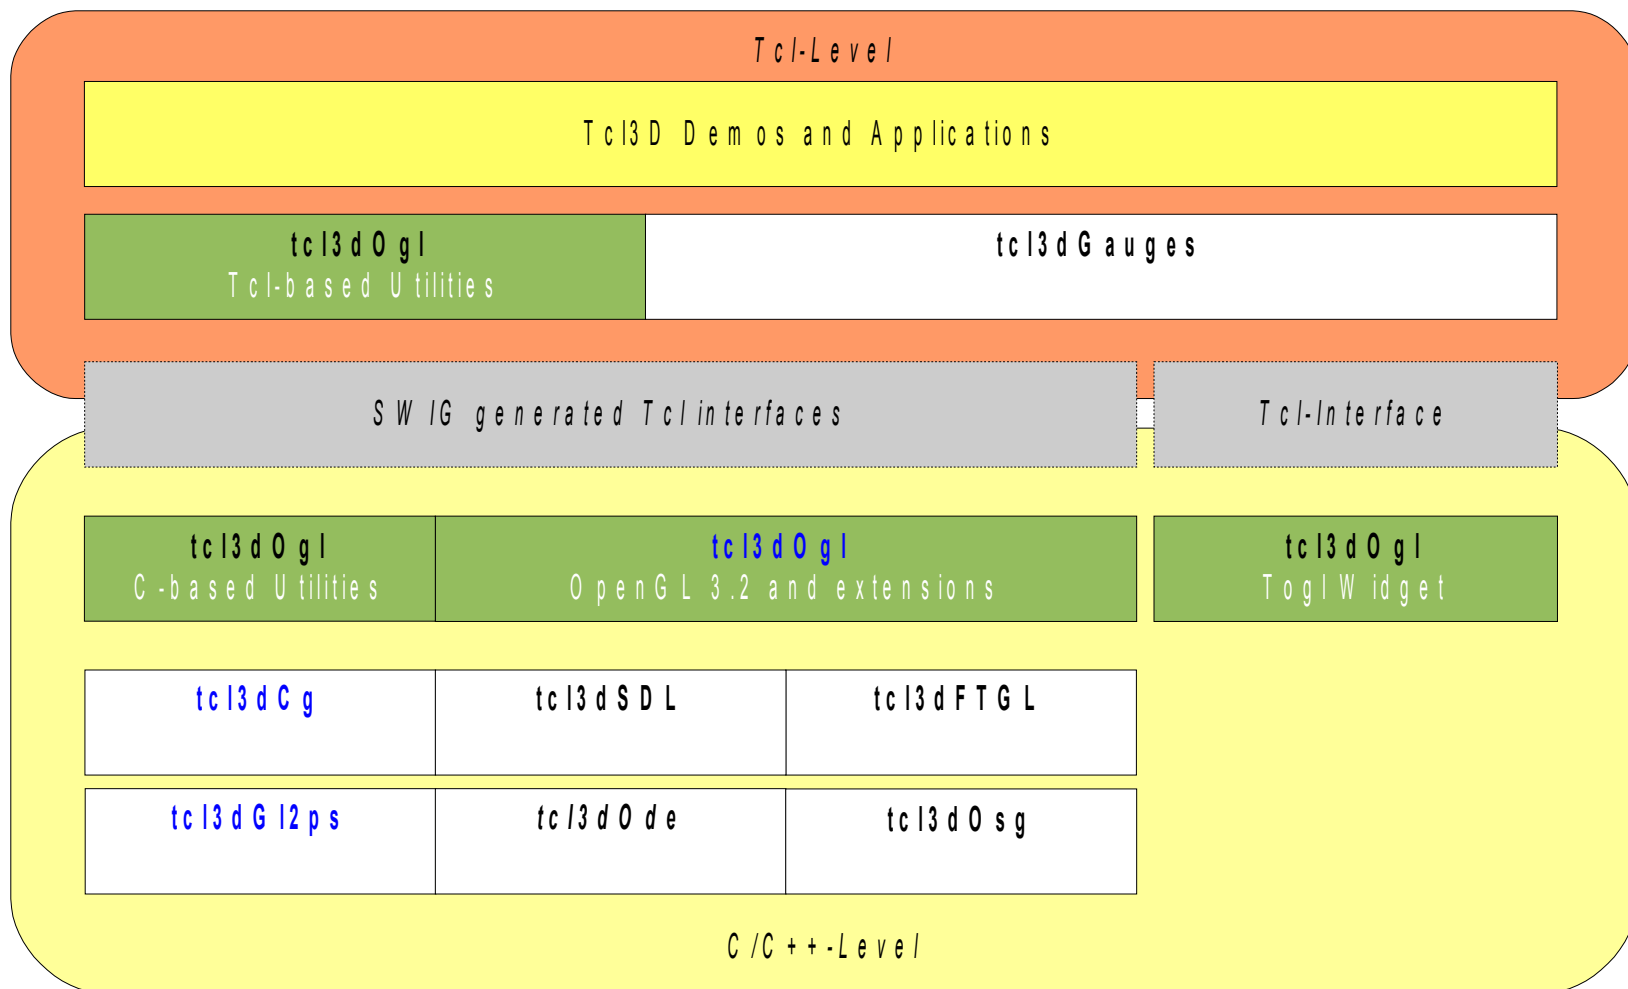 Tcl-Level
Tcl3D Demos and Applications
tcl3dOgl
Tcl-based Utilities
tcl3dGauges
SWIG generated Tcl interfaces
Tcl-Interface
tcl3dOgl
C-based Utilities
tcl3dOgl
OpenGL 3.2 and extensions
tcl3dOgl
Togl Widget
tcl3dCg
tcl3dSDL
tcl3dFTGL
tcl3dGl2ps
tcl3dOde
tcl3dOsg
C/C++-Level